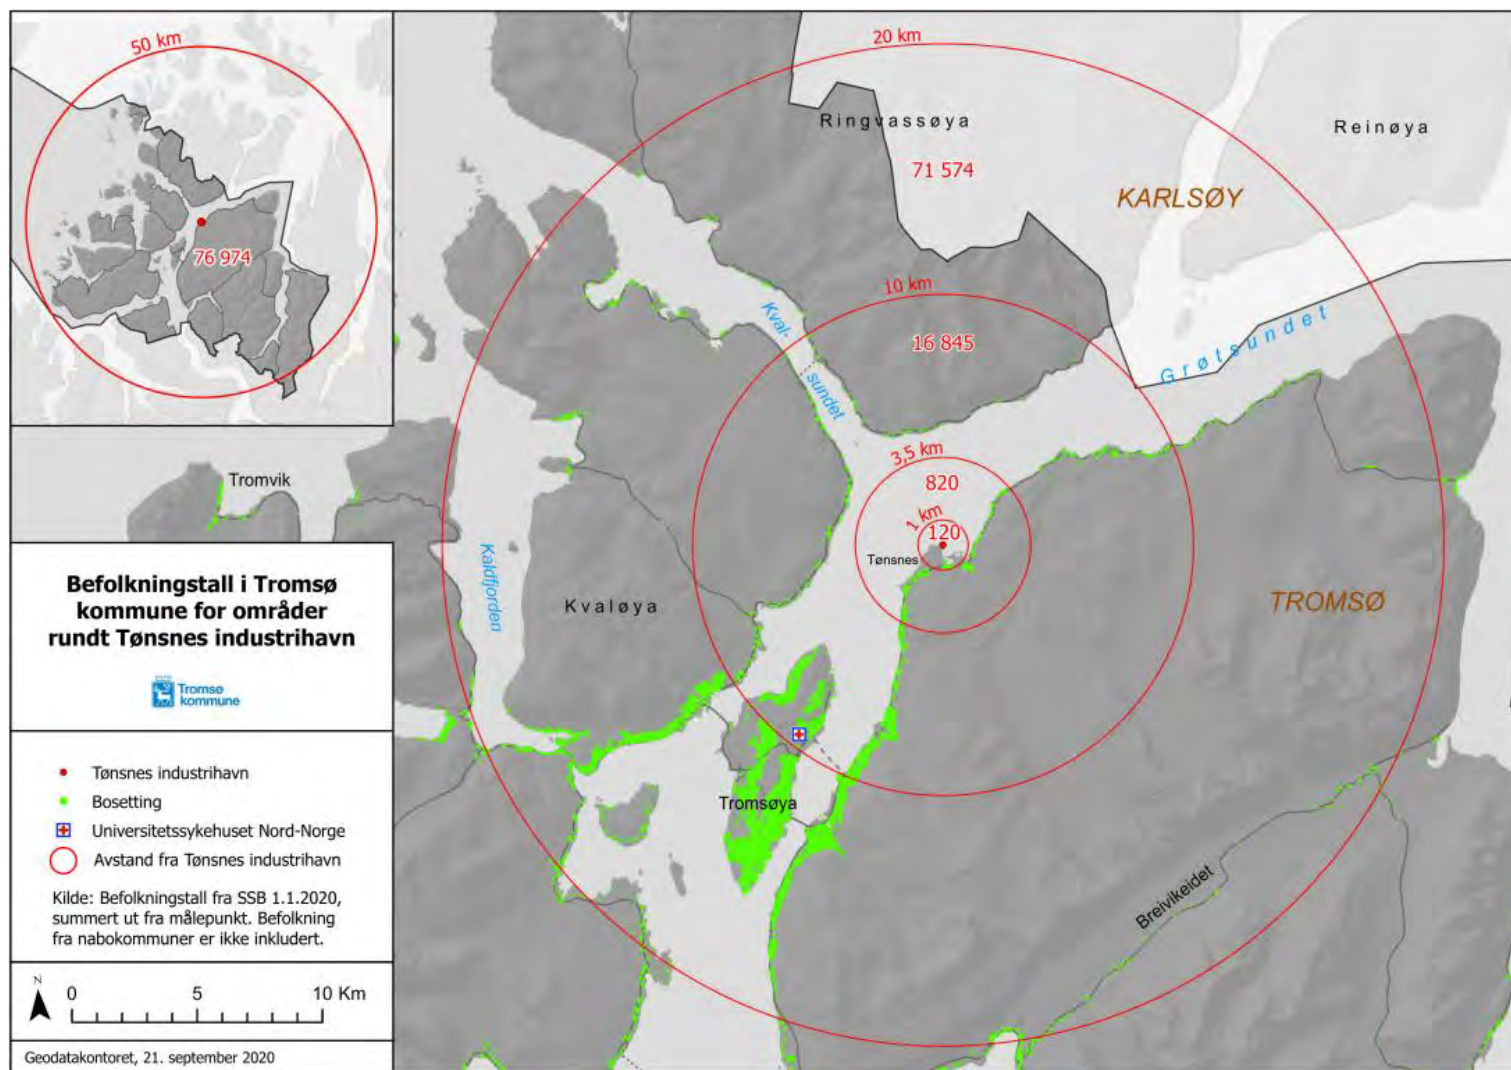 50 km
76 974
20 km
Ringvassøya
Reinøya
71 574
KARLSØY
10 km
Kval-
sundet
16 845
Grøtsundet
3,5 km
820
1 km
120
Tønsnes
Tromvik
Kaldfjorden
Kvaløya
TROMSØ
Tromsøya
Breivikeidet
Befolkningstall i Tromsø
kommune for områder
rundt Tønsnes industrihavn
Tromsø
kommune
Tønsnes industrihavn
Bosetting
Universitetssykehuset Nord-Norge
Avstand fra Tønsnes industrihavn
Kilde: Befolkningstall fra SSB 1.1.2020,
summert ut fra målepunkt. Befolkning
fra nabokommuner er ikke inkludert.
N
0 5 10 Km
Geodatakontoret, 21. september 2020